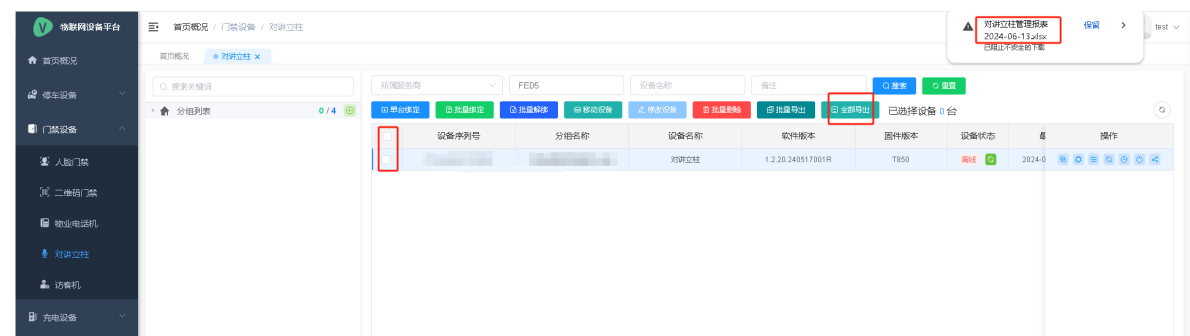 物联网设备平台
首页概况 / 门禁设备 / 对讲立柱
对讲立柱管理报表
2024-06-13.xlsx
已阻止不安全的下载
保留
test
首页概况
首页概况
对讲立柱 ×
停车设备
门禁设备
人脸门禁
二维码门禁
物业电话机
对讲立柱
访客机
充电设备
搜索关键词
分组列表
0 / 4
所属服务商
FED5
设备名称
备注
搜索
重置
单台绑定
批量绑定
批量解绑
移动设备
修改设备
批量删除
批量导出
全部导出
已选择设备 0 台
设备序列号
分组名称
设备名称
软件版本
固件版本
设备状态
操作
对讲立柱
1.2.20.240517001R
T850
离线
2024-0